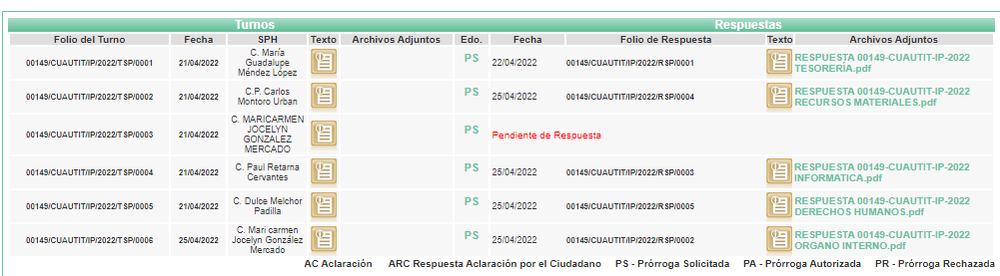 Turnos Respuestas
Folio del Turno Fecha SPH Texto Archivos Adjuntos Edo. Fecha Folio de Respuesta Texto Archivos Adjuntos
00149/CUAUTIT/IP/2022/TSP/0001 21/04/2022 C. María Guadalupe Méndez López PS 22/04/2022 00149/CUAUTIT/IP/2022/RSP/0001 RESPUESTA 00149-CUAUTIT-IP-2022 TESORERÍA.pdf
00149/CUAUTIT/IP/2022/TSP/0002 21/04/2022 C.P. Carlos Montoro Urban PS 25/04/2022 00149/CUAUTIT/IP/2022/RSP/0004 RESPUESTA 00149-CUAUTIT-IP-2022 RECURSOS MATERIALES.pdf
00149/CUAUTIT/IP/2022/TSP/0003 21/04/2022 C. MARICARMEN JOCELYN GONZALEZ MERCADO PS Pendiente de Respuesta
00149/CUAUTIT/IP/2022/TSP/0004 21/04/2022 C. Paul Retarna Cervantes PS 25/04/2022 00149/CUAUTIT/IP/2022/RSP/0003 RESPUESTA 00149-CUAUTIT-IP-2022 INFORMATICA.pdf
00149/CUAUTIT/IP/2022/TSP/0005 21/04/2022 C. Dulce Melchor Padilla PS 25/04/2022 00149/CUAUTIT/IP/2022/RSP/0005 RESPUESTA 00149-CUAUTIT-IP-2022 DERECHOS HUMANOS.pdf
00149/CUAUTIT/IP/2022/TSP/0006 25/04/2022 C. Mari carmen Jocelyn González Mercado PS 25/04/2022 00149/CUAUTIT/IP/2022/RSP/0002 RESPUESTA 00149-CUAUTIT-IP-2022 ORGANO INTERNO.pdf
AC Aclaración ARC Respuesta Aclaración por el Ciudadano PS - Prórroga Solicitada PA - Prórroga Autorizada PR - Prórroga Rechazada